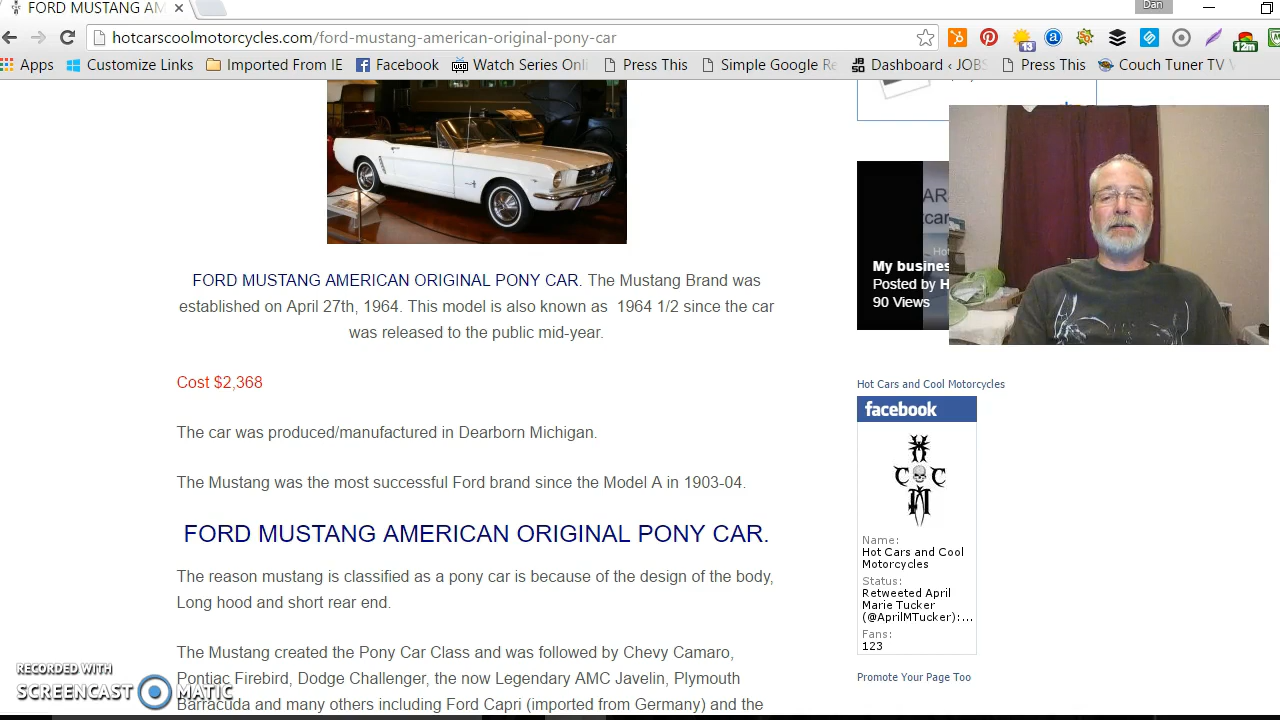 FORD MUSTANG AM
Dan
hotcarscoolmotorcycles.com/ford-mustang-american-original-pony-car
13
a
12m
Apps
Customize Links
Imported From IE
Facebook
Watch Series Onli
Press This
Simple Google Re
Dashboard ‹ JOBS
Press This
Couch Tuner TV
My busines
Posted by H
90 Views
FORD MUSTANG AMERICAN ORIGINAL PONY CAR. The Mustang Brand was
established on April 27th, 1964. This model is also known as 1964 1/2 since the car
was released to the public mid-year.
Cost $2,368
The car was produced/manufactured in Dearborn Michigan.
The Mustang was the most successful Ford brand since the Model A in 1903-04.
FORD MUSTANG AMERICAN ORIGINAL PONY CAR.
The reason mustang is classified as a pony car is because of the design of the body,
Long hood and short rear end.
The Mustang created the Pony Car Class and was followed by Chevy Camaro,
Pontiac Firebird, Dodge Challenger, the now Legendary AMC Javelin, Plymouth
Barracuda and many others including Ford Capri (imported from Germany) and the
Hot Cars and Cool Motorcycles
facebook
H
C C
M
Name:
Hot Cars and Cool
Motorcycles
Status:
Retweeted April
Marie Tucker
(@AprilMTucker):...
Fans:
123
Promote Your Page Too
RECORDED WITH
SCREENCAST MATIC